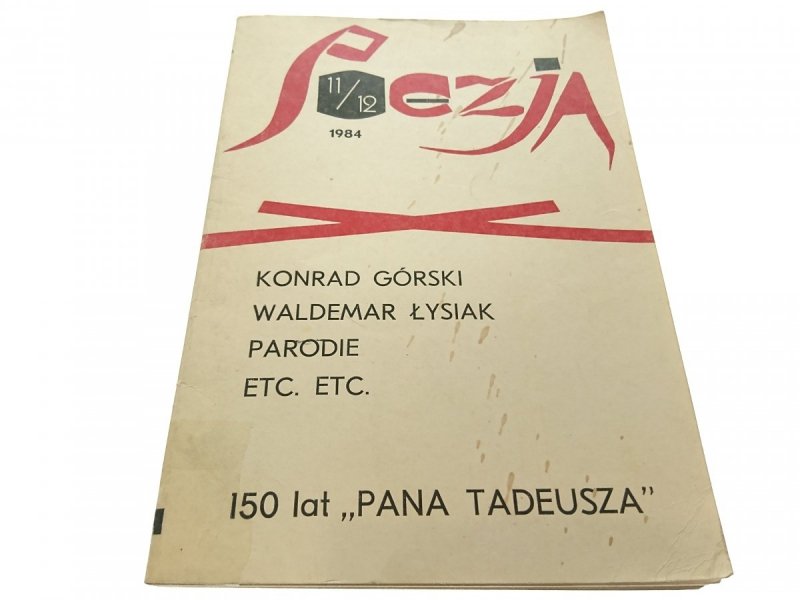 Poezja
11/12
1984
KONRAD GÓRSKI
WALDEMAR ŁYSIAK
PARODIE
ETC. ETC.
150 lat „PANA TADEUSZA”